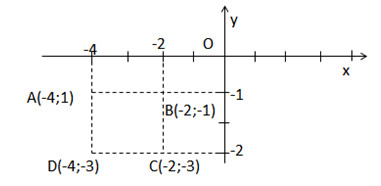 y
-4 -2 O
x
A(-4;1) -1
B(-2;-1)
-2
D(-4;-3) C(-2;-3)